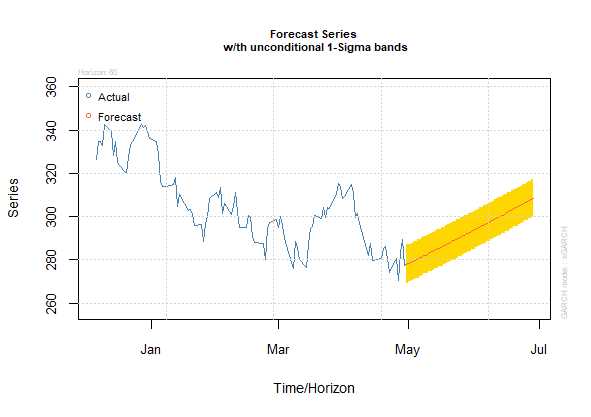 Forecast Series
w/th unconditional 1-Sigma bands
Horizon: 60
Actual
Forecast
360
340
320
300
280
260
Series
Jan
Mar
May
Jul
Time/Horizon
GARCH model : sGARCH